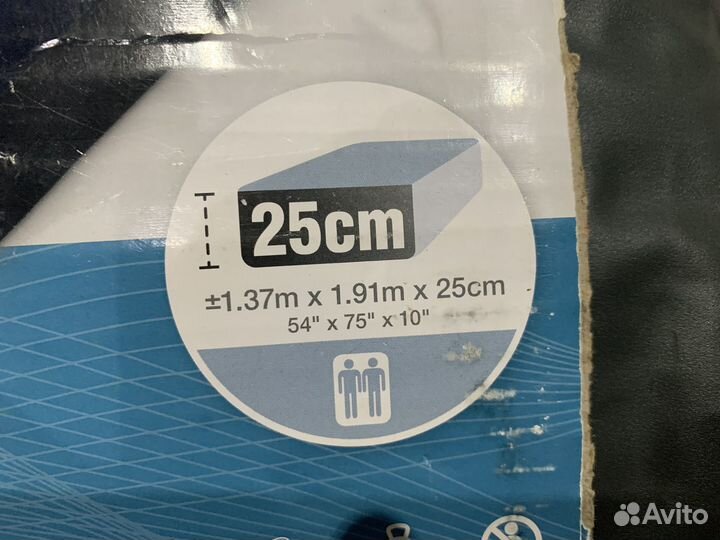 25cm
±1.37m x 1.91m x 25cm
54" x 75" x 10"
Avito